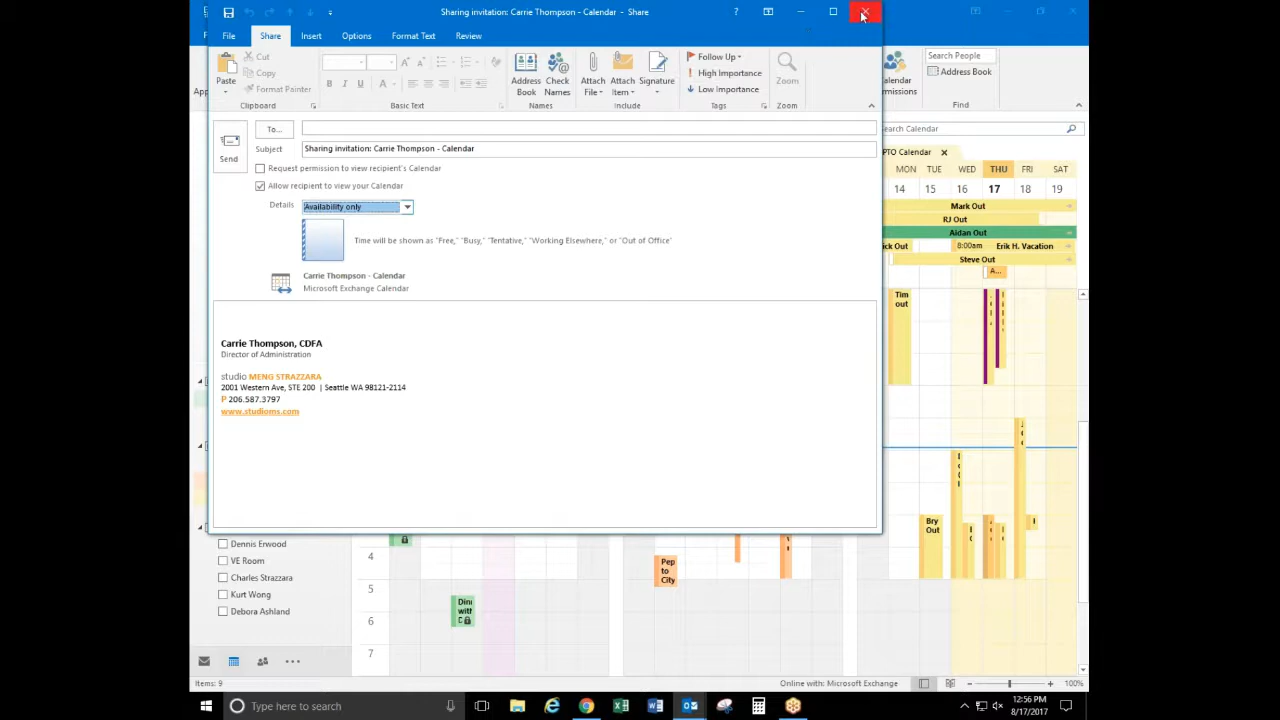 Sharing invitation: Carrie Thompson - Calendar - Share
?
File Share Insert Options Format Text Review
Paste
Cut
Copy
Format Painter
Clipboard
B I U A
Basic Text
Address Book
Check Names
Names
Attach File
Attach Item
Signature
Include
Follow Up
High Importance
Low Importance
Tags
Zoom
Zoom
Search People
Address Book
Find
Send
To...
Subject Sharing invitation: Carrie Thompson - Calendar
Request permission to view recipient's Calendar
Allow recipient to view your Calendar
Details Availability only
Time will be shown as "Free," "Busy," "Tentative," "Working Elsewhere," or "Out of Office"
Carrie Thompson - Calendar
Microsoft Exchange Calendar
Carrie Thompson, CDFA
Director of Administration
studio MENG STRAZZARA
2001 Western Ave, STE 200 | Seattle WA 98121-2114
P 206.587.3797
www.studioms.com
PTO Calendar
MON TUE WED THU FRI SAT
14 15 16 17 18 19
Mark Out
RJ Out
Aidan Out
8:00am Erik H. Vacation
Steve Out
A...
Tim
out
Bry
Out
Dennis Erwood
VE Room
Charles Strazzara
Kurt Wong
Debora Ashland
4
5
6
7
Pep
to
City
Items: 9
Online with: Microsoft Exchange
100%
Type here to search
12:56 PM
8/17/2017